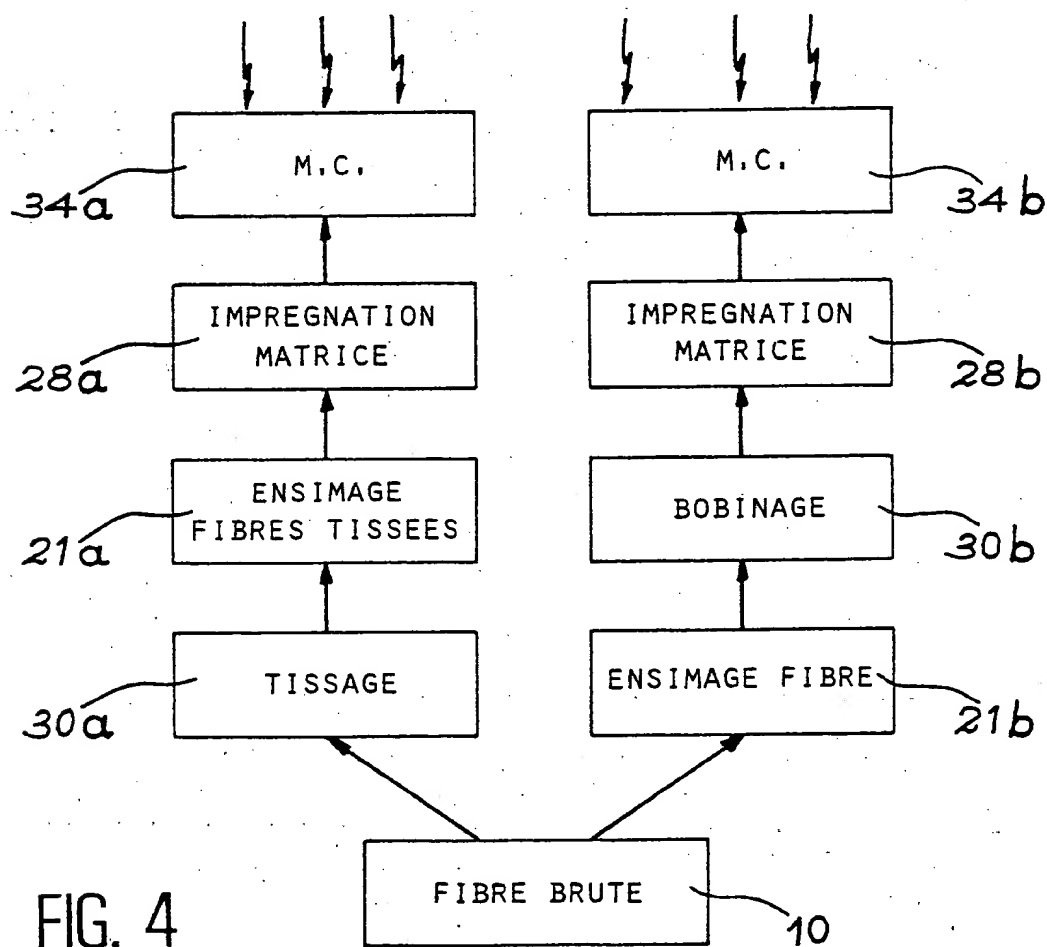 M.C.
34a
M.C.
34b
IMPREGNATION
MATRICE
28a
IMPREGNATION
MATRICE
28b
ENSIMAGE
FIBRES TISSEES
21a
BOBINAGE
30b
TISSAGE
30a
ENSIMAGE FIBRE
21b
FIBRE BRUTE
10
FIG. 4